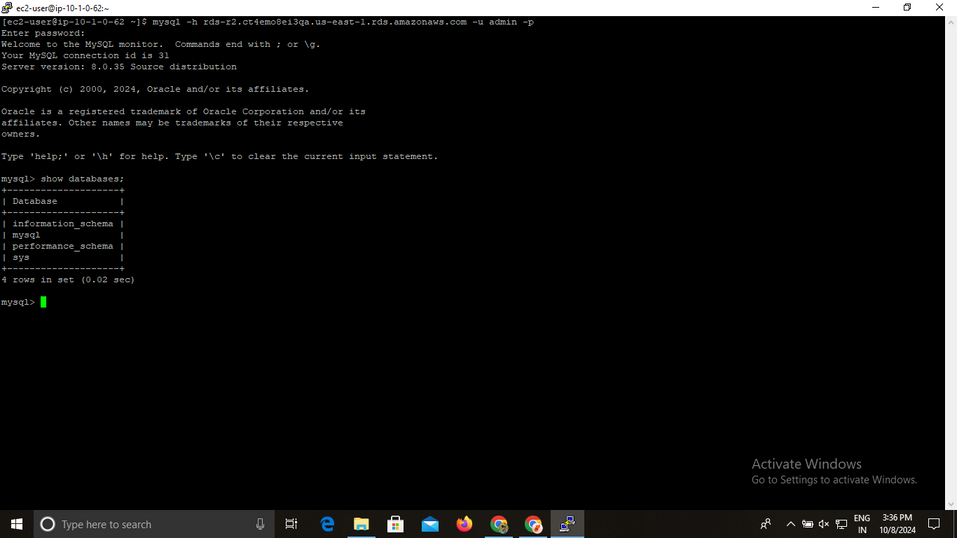 ec2-user@ip-10-1-0-62:~
[ec2-user@ip-10-1-0-62 ~]$ mysql -h rds-r2.ct4emo8ei3qa.us-east-1.rds.amazonaws.com -u admin -p
Enter password:
Welcome to the MySQL monitor.  Commands end with ; or \g.
Your MySQL connection id is 31
Server version: 8.0.35 Source distribution
Copyright (c) 2000, 2024, Oracle and/or its affiliates.
Oracle is a registered trademark of Oracle Corporation and/or its
affiliates. Other names may be trademarks of their respective
owners.
Type 'help;' or '\h' for help. Type '\c' to clear the current input statement.
mysql> show databases;
+--------------------+
| Database           |
+--------------------+
| information_schema |
| mysql              |
| performance_schema |
| sys                |
+--------------------+
4 rows in set (0.02 sec)
mysql>
Activate Windows
Go to Settings to activate Windows.
Type here to search
ENG
IN
3:36 PM
10/8/2024